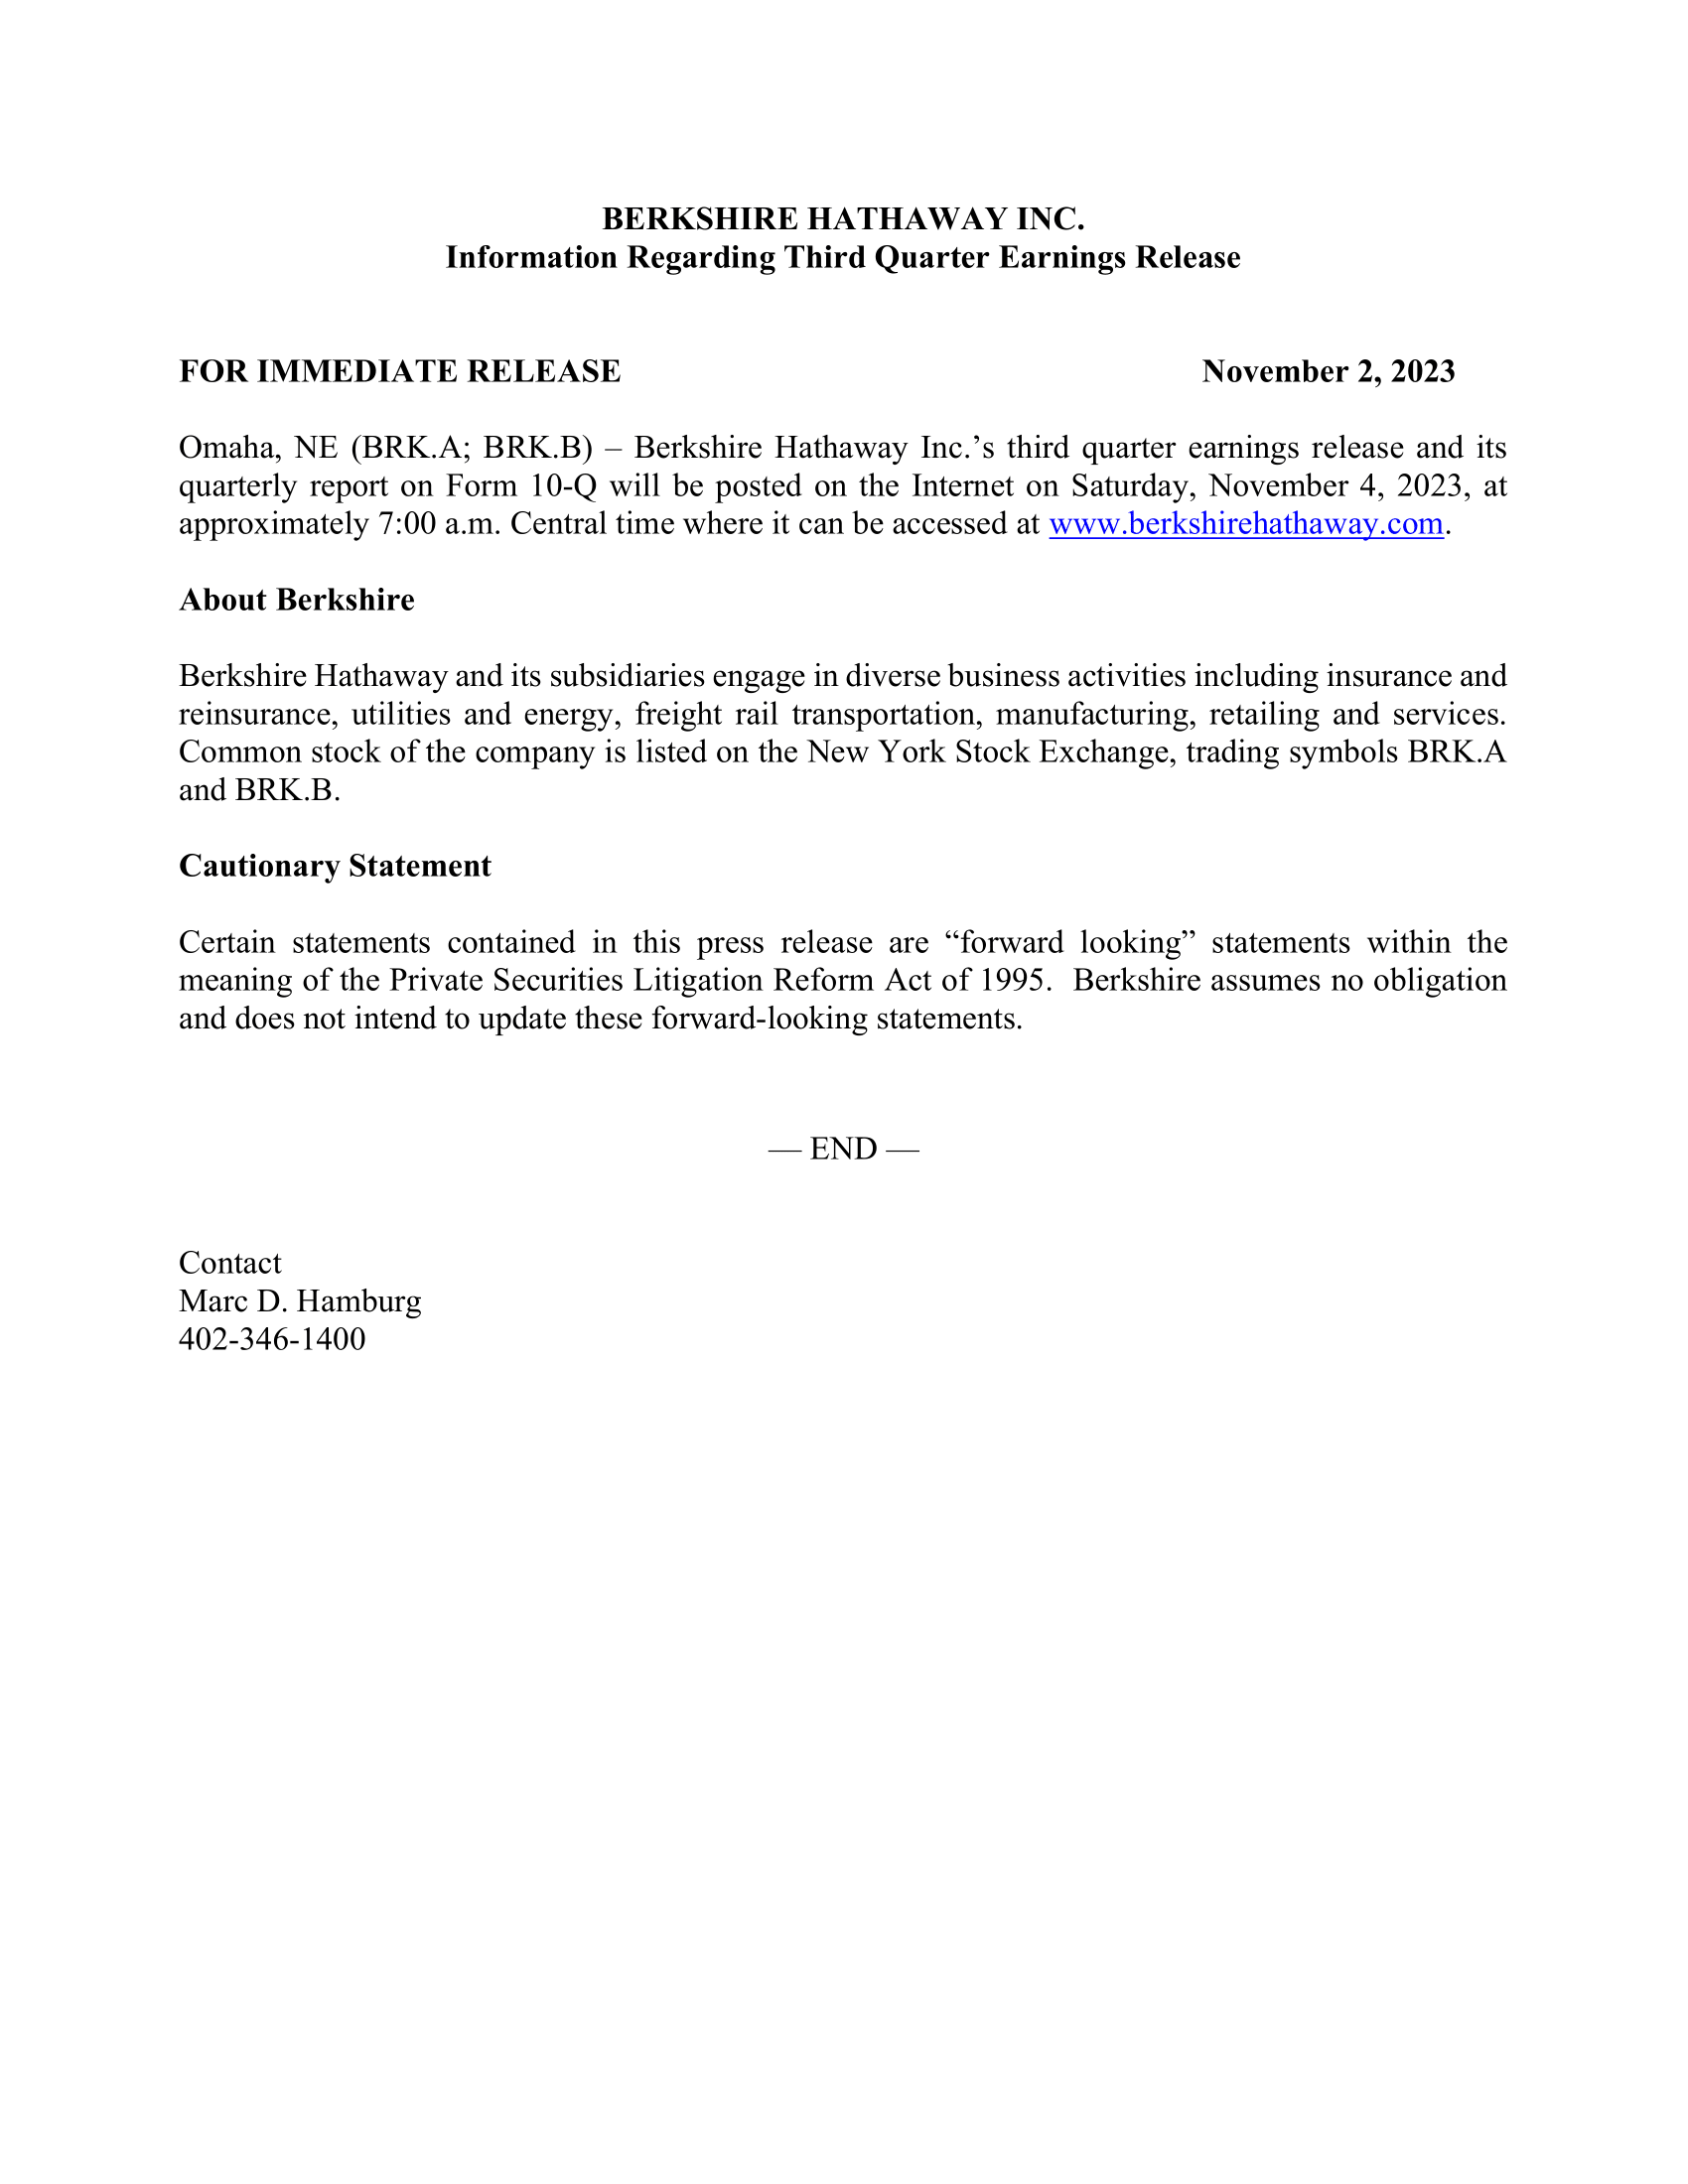 BERKSHIRE HATHAWAY INC.
Information Regarding Third Quarter Earnings Release
FOR IMMEDIATE RELEASE November 2, 2023
Omaha, NE (BRK.A; BRK.B) – Berkshire Hathaway Inc.’s third quarter earnings release and its
quarterly report on Form 10-Q will be posted on the Internet on Saturday, November 4, 2023, at
approximately 7:00 a.m. Central time where it can be accessed at www.berkshirehathaway.com.
About Berkshire
Berkshire Hathaway and its subsidiaries engage in diverse business activities including insurance and
reinsurance, utilities and energy, freight rail transportation, manufacturing, retailing and services.
Common stock of the company is listed on the New York Stock Exchange, trading symbols BRK.A
and BRK.B.
Cautionary Statement
Certain statements contained in this press release are “forward looking” statements within the
meaning of the Private Securities Litigation Reform Act of 1995.  Berkshire assumes no obligation
and does not intend to update these forward-looking statements.
— END —
Contact
Marc D. Hamburg
402-346-1400